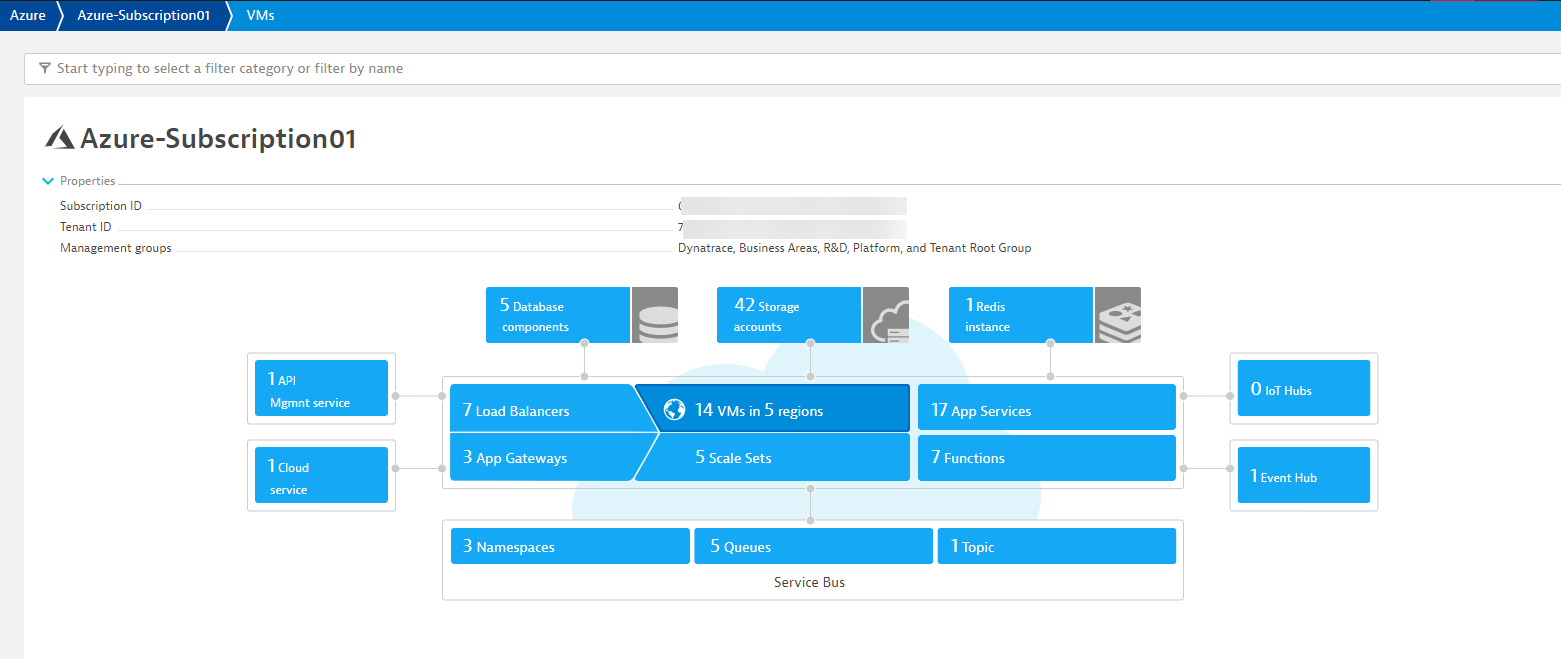 Azure Azure-Subscription01 VMs
Start typing to select a filter category or filter by name
Azure-Subscription01
Properties
Subscription ID
Tenant ID 7
Management groups Dynatrace, Business Areas, R&D, Platform, and Tenant Root Group
5 Database
components
42 Storage
accounts
1 Redis
instance
1 API
Mgmnt service
1 Cloud
service
7 Load Balancers
14 VMs in 5 regions
17 App Services
3 App Gateways
5 Scale Sets
7 Functions
0 IoT Hubs
1 Event Hub
3 Namespaces
5 Queues
1 Topic
Service Bus